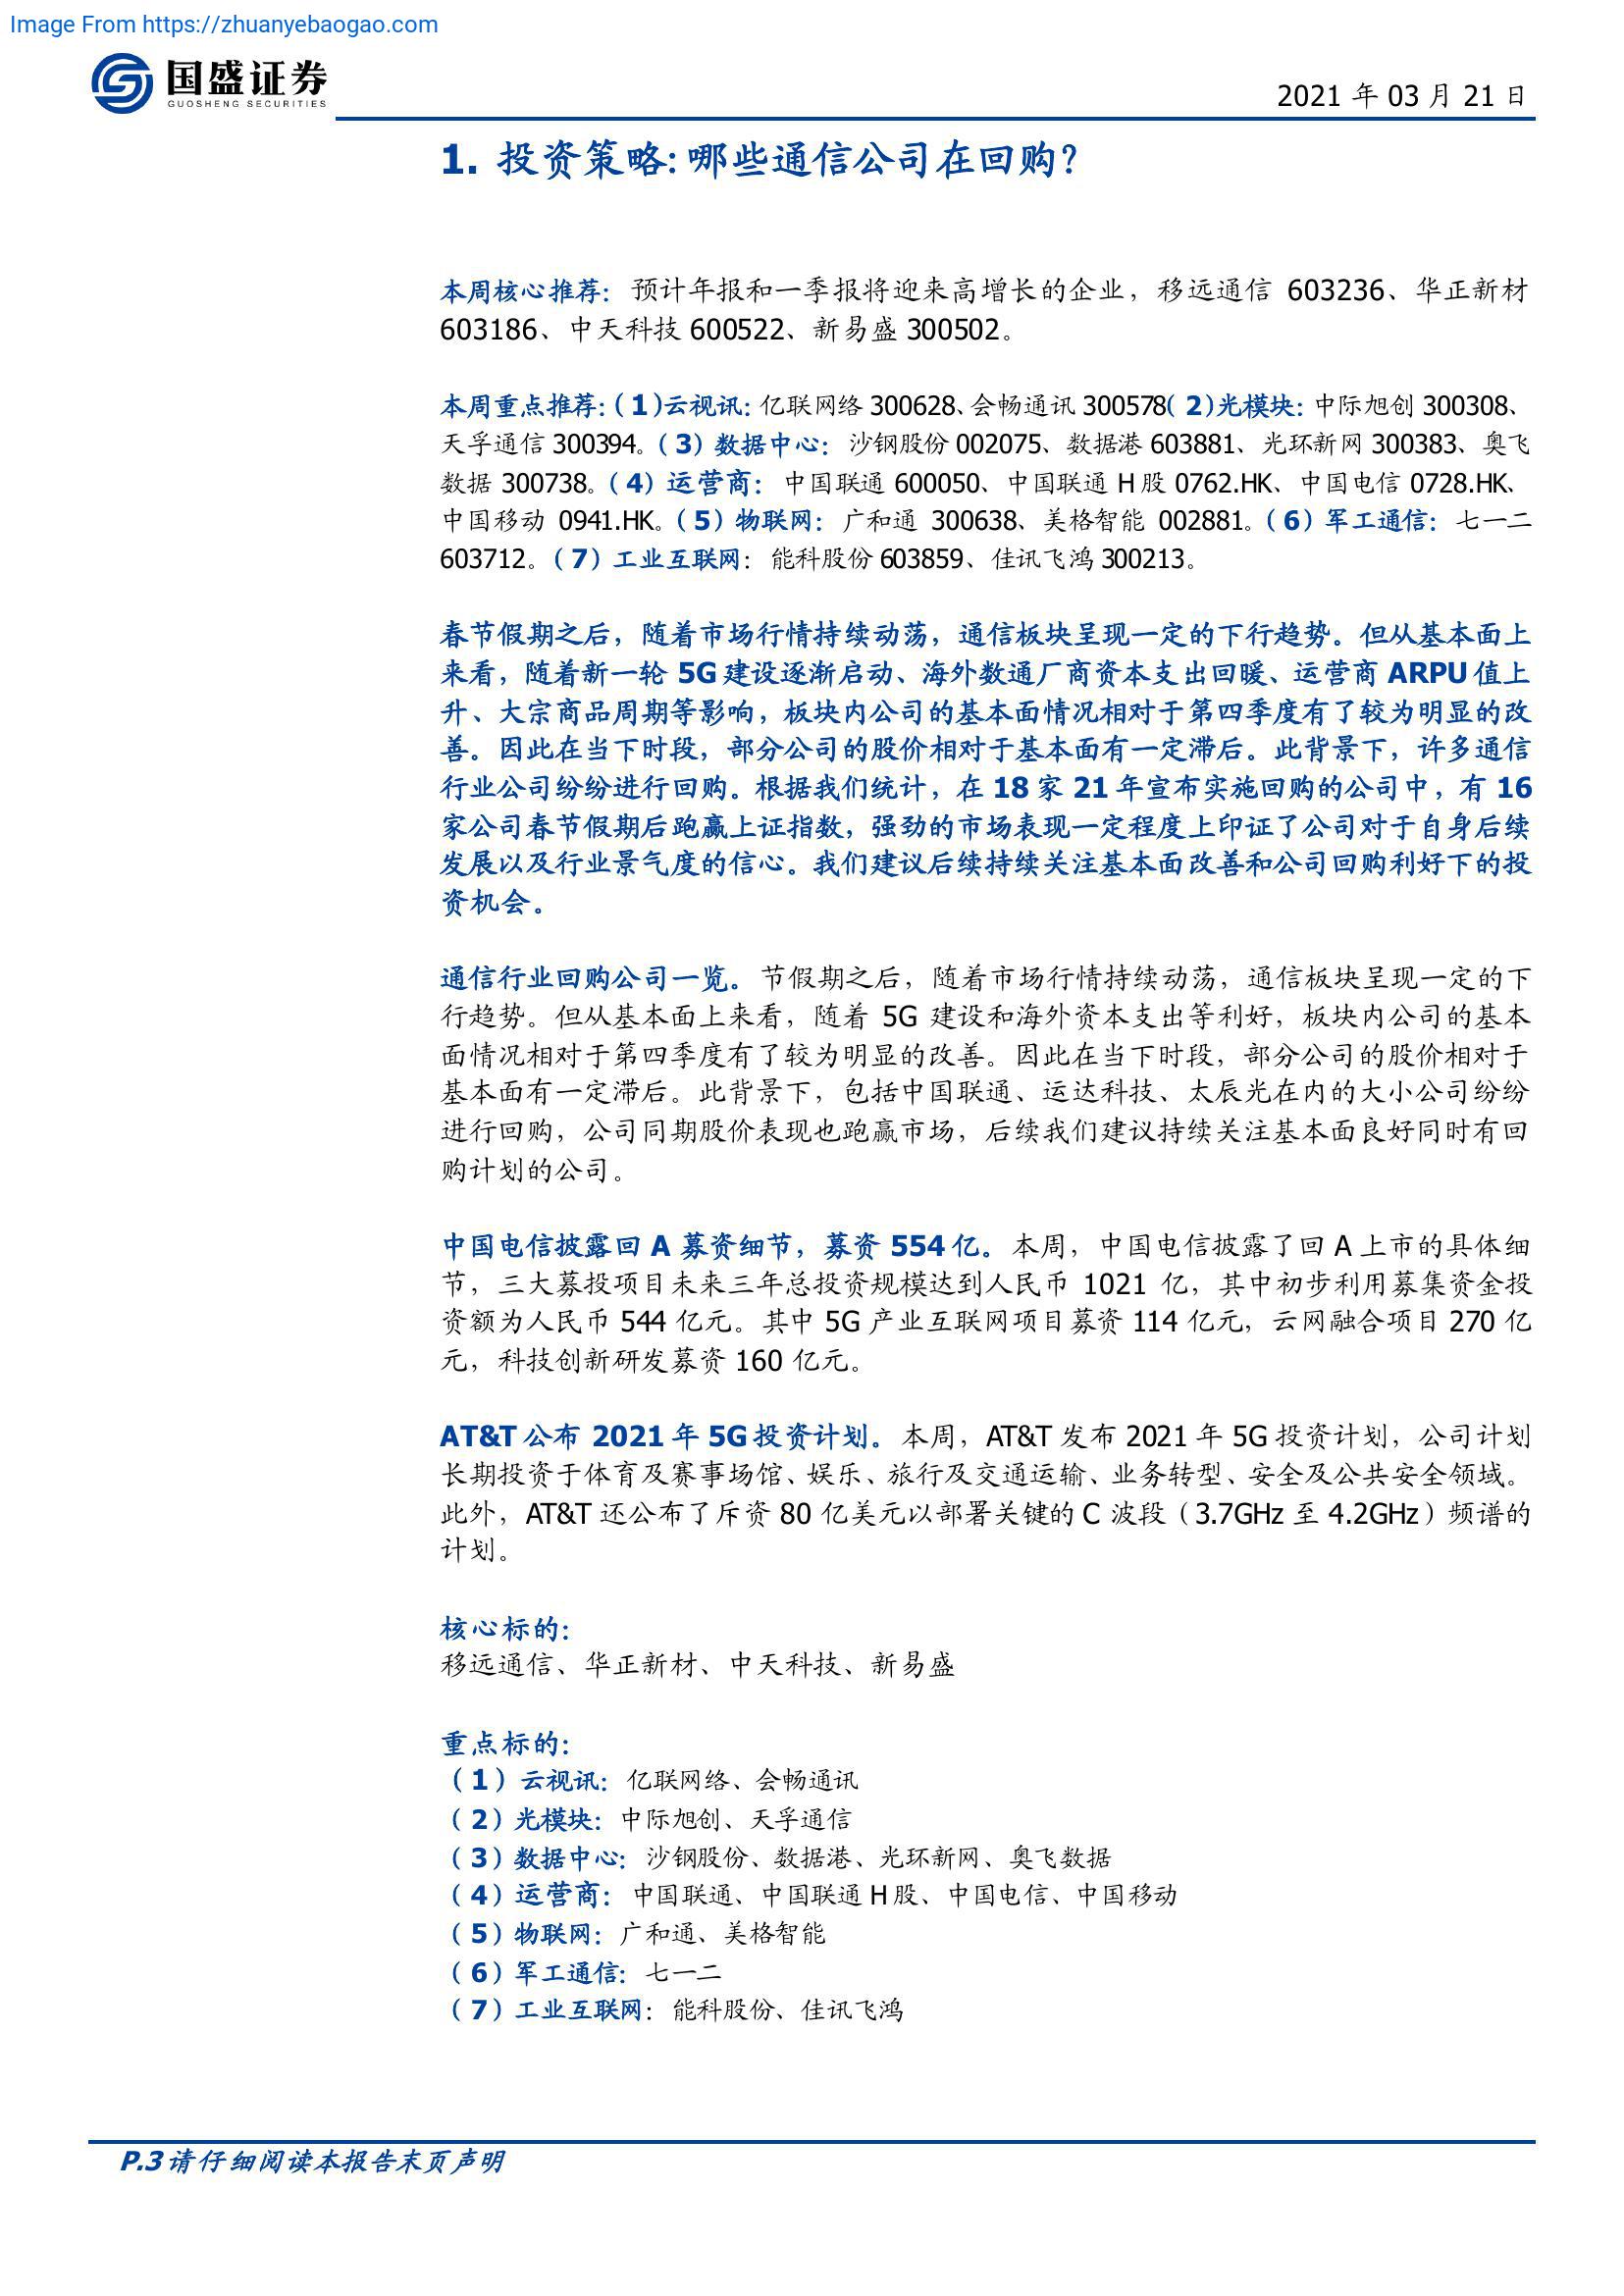 Image From https://zhuanyebaogao.com
国盛证券
GUOSHENG SECURITIES
2021 年 03 月 21 日
1. 投资策略: 哪些通信公司在回购?
本周核心推荐：预计年报和一季报将迎来高增长的企业，移远通信 603236、华正新材
603186、中天科技 600522、新易盛 300502。
本周重点推荐:（1)云视讯: 亿联网络 300628、会畅通讯 300578( 2)光模块: 中际旭创 300308、
天孚通信 300394。（3）数据中心： 沙钢股份 002075、数据港 603881、光环新网 300383、奥飞
数据 300738。（4）运营商： 中国联通 600050、中国联通 H 股 0762.HK、中国电信 0728.HK、
中国移动 0941.HK。（5）物联网： 广和通 300638、美格智能 002881。（6）军工通信： 七一二
603712。（7）工业互联网： 能科股份 603859、佳讯飞鸿 300213。
春节假期之后，随着市场行情持续动荡，通信板块呈现一定的下行趋势。但从基本面上
来看，随着新一轮 5G 建设逐渐启动、海外数通厂商资本支出回暖、运营商 ARPU 值上
升、大宗商品周期等影响，板块内公司的基本面情况相对于第四季度有了较为明显的改
善。因此在当下时段，部分公司的股价相对于基本面有一定滞后。此背景下，许多通信
行业公司纷纷进行回购。根据我们统计，在 18 家 21 年宣布实施回购的公司中，有 16
家公司春节假期后跑赢上证指数，强劲的市场表现一定程度上印证了公司对于自身后续
发展以及行业景气度的信心。我们建议后续持续关注基本面改善和公司回购利好下的投
资机会。
通信行业回购公司一览。节假期之后，随着市场行情持续动荡，通信板块呈现一定的下
行趋势。但从基本面上来看，随着 5G 建设和海外资本支出等利好，板块内公司的基本
面情况相对于第四季度有了较为明显的改善。因此在当下时段，部分公司的股价相对于
基本面有一定滞后。此背景下，包括中国联通、运达科技、太辰光在内的大小公司纷纷
进行回购，公司同期股价表现也跑赢市场，后续我们建议持续关注基本面良好同时有回
购计划的公司。
中国电信披露回 A 募资细节，募资 554 亿。本周，中国电信披露了回 A 上市的具体细
节，三大募投项目未来三年总投资规模达到人民币 1021 亿，其中初步利用募集资金投
资额为人民币 544 亿元。其中 5G 产业互联网项目募资 114 亿元，云网融合项目 270 亿
元，科技创新研发募资 160 亿元。
AT&T 公布 2021 年 5G 投资计划。本周，AT&T 发布 2021 年 5G 投资计划，公司计划
长期投资于体育及赛事场馆、娱乐、旅行及交通运输、业务转型、安全及公共安全领域。
此外，AT&T 还公布了斥资 80 亿美元以部署关键的 C 波段（3.7GHz 至 4.2GHz）频谱的
计划。
核心标的：
移远通信、华正新材、中天科技、新易盛
重点标的：
（1）云视讯：亿联网络、会畅通讯
（2）光模块：中际旭创、天孚通信
（3）数据中心：沙钢股份、数据港、光环新网、奥飞数据
（4）运营商：中国联通、中国联通 H 股、中国电信、中国移动
（5）物联网：广和通、美格智能
（6）军工通信：七一二
（7）工业互联网：能科股份、佳讯飞鸿
P.3 请仔细阅读本报告末页声明